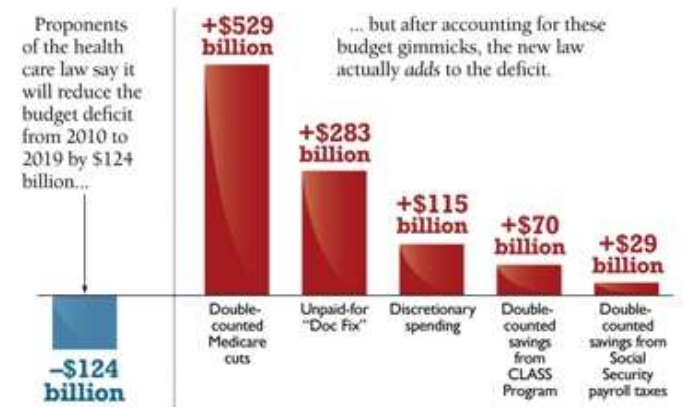 Proponents
of the health
care law say it
will reduce the
budget deficit
from 2010 to
2019 by $124
billion...
–$124
billion
... but after accounting for these
budget gimmicks, the new law
actually adds to the deficit.
+$529
billion
+$283
billion
+$115
billion
+$70
billion
+$29
billion
Double-
counted
Medicare
cuts
Unpaid-for
"Doc Fix"
Discretionary
spending
Double-
counted
savings
from
CLASS
Program
Double-
counted
savings from
Social
Security
payroll taxes